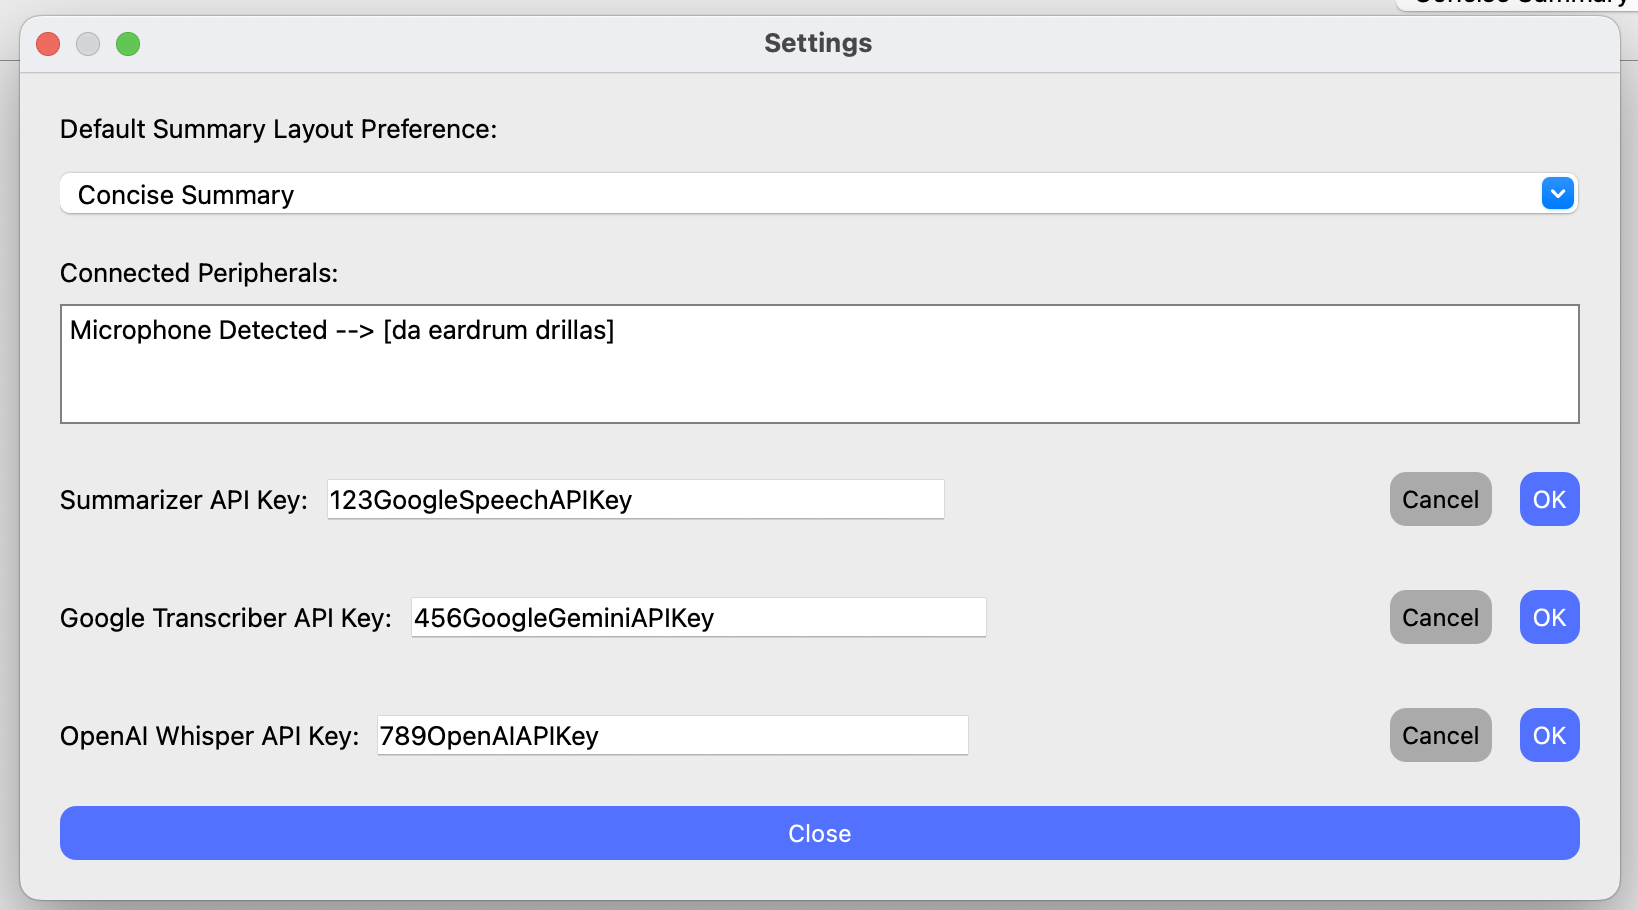 Settings
Default Summary Layout Preference:
Concise Summary
Connected Peripherals:
Microphone Detected --> [da eardrum drillas]
Summarizer API Key: 123GoogleSpeechAPIKey Cancel OK
Google Transcriber API Key: 456GoogleGeminiAPIKey Cancel OK
OpenAI Whisper API Key: 789OpenAIAPIKey Cancel OK
Close